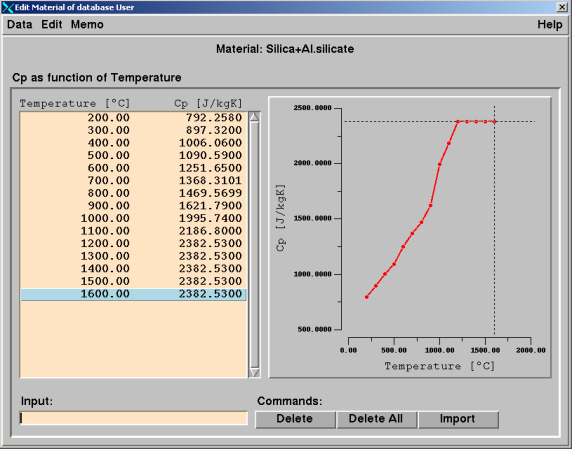 Edit Material of database User
Data Edit Memo Help
Material: Silica+Al.silicate
Cp as function of Temperature
Temperature [°C] Cp [J/kgK]
200.00 792.2580
300.00 897.3200
400.00 1006.0600
500.00 1090.5900
600.00 1251.6500
700.00 1368.3101
800.00 1469.5699
900.00 1621.7900
1000.00 1995.7400
1100.00 2186.8000
1200.00 2382.5300
1300.00 2382.5300
1400.00 2382.5300
1500.00 2382.5300
1600.00 2382.5300
2500.0000
2000.0000
1500.0000
1000.0000
500.0000
Cp [J/kgK]
0.00 500.00 1000.00 1500.00 2000.00
Temperature [°C]
Input:
Commands:
Delete Delete All Import